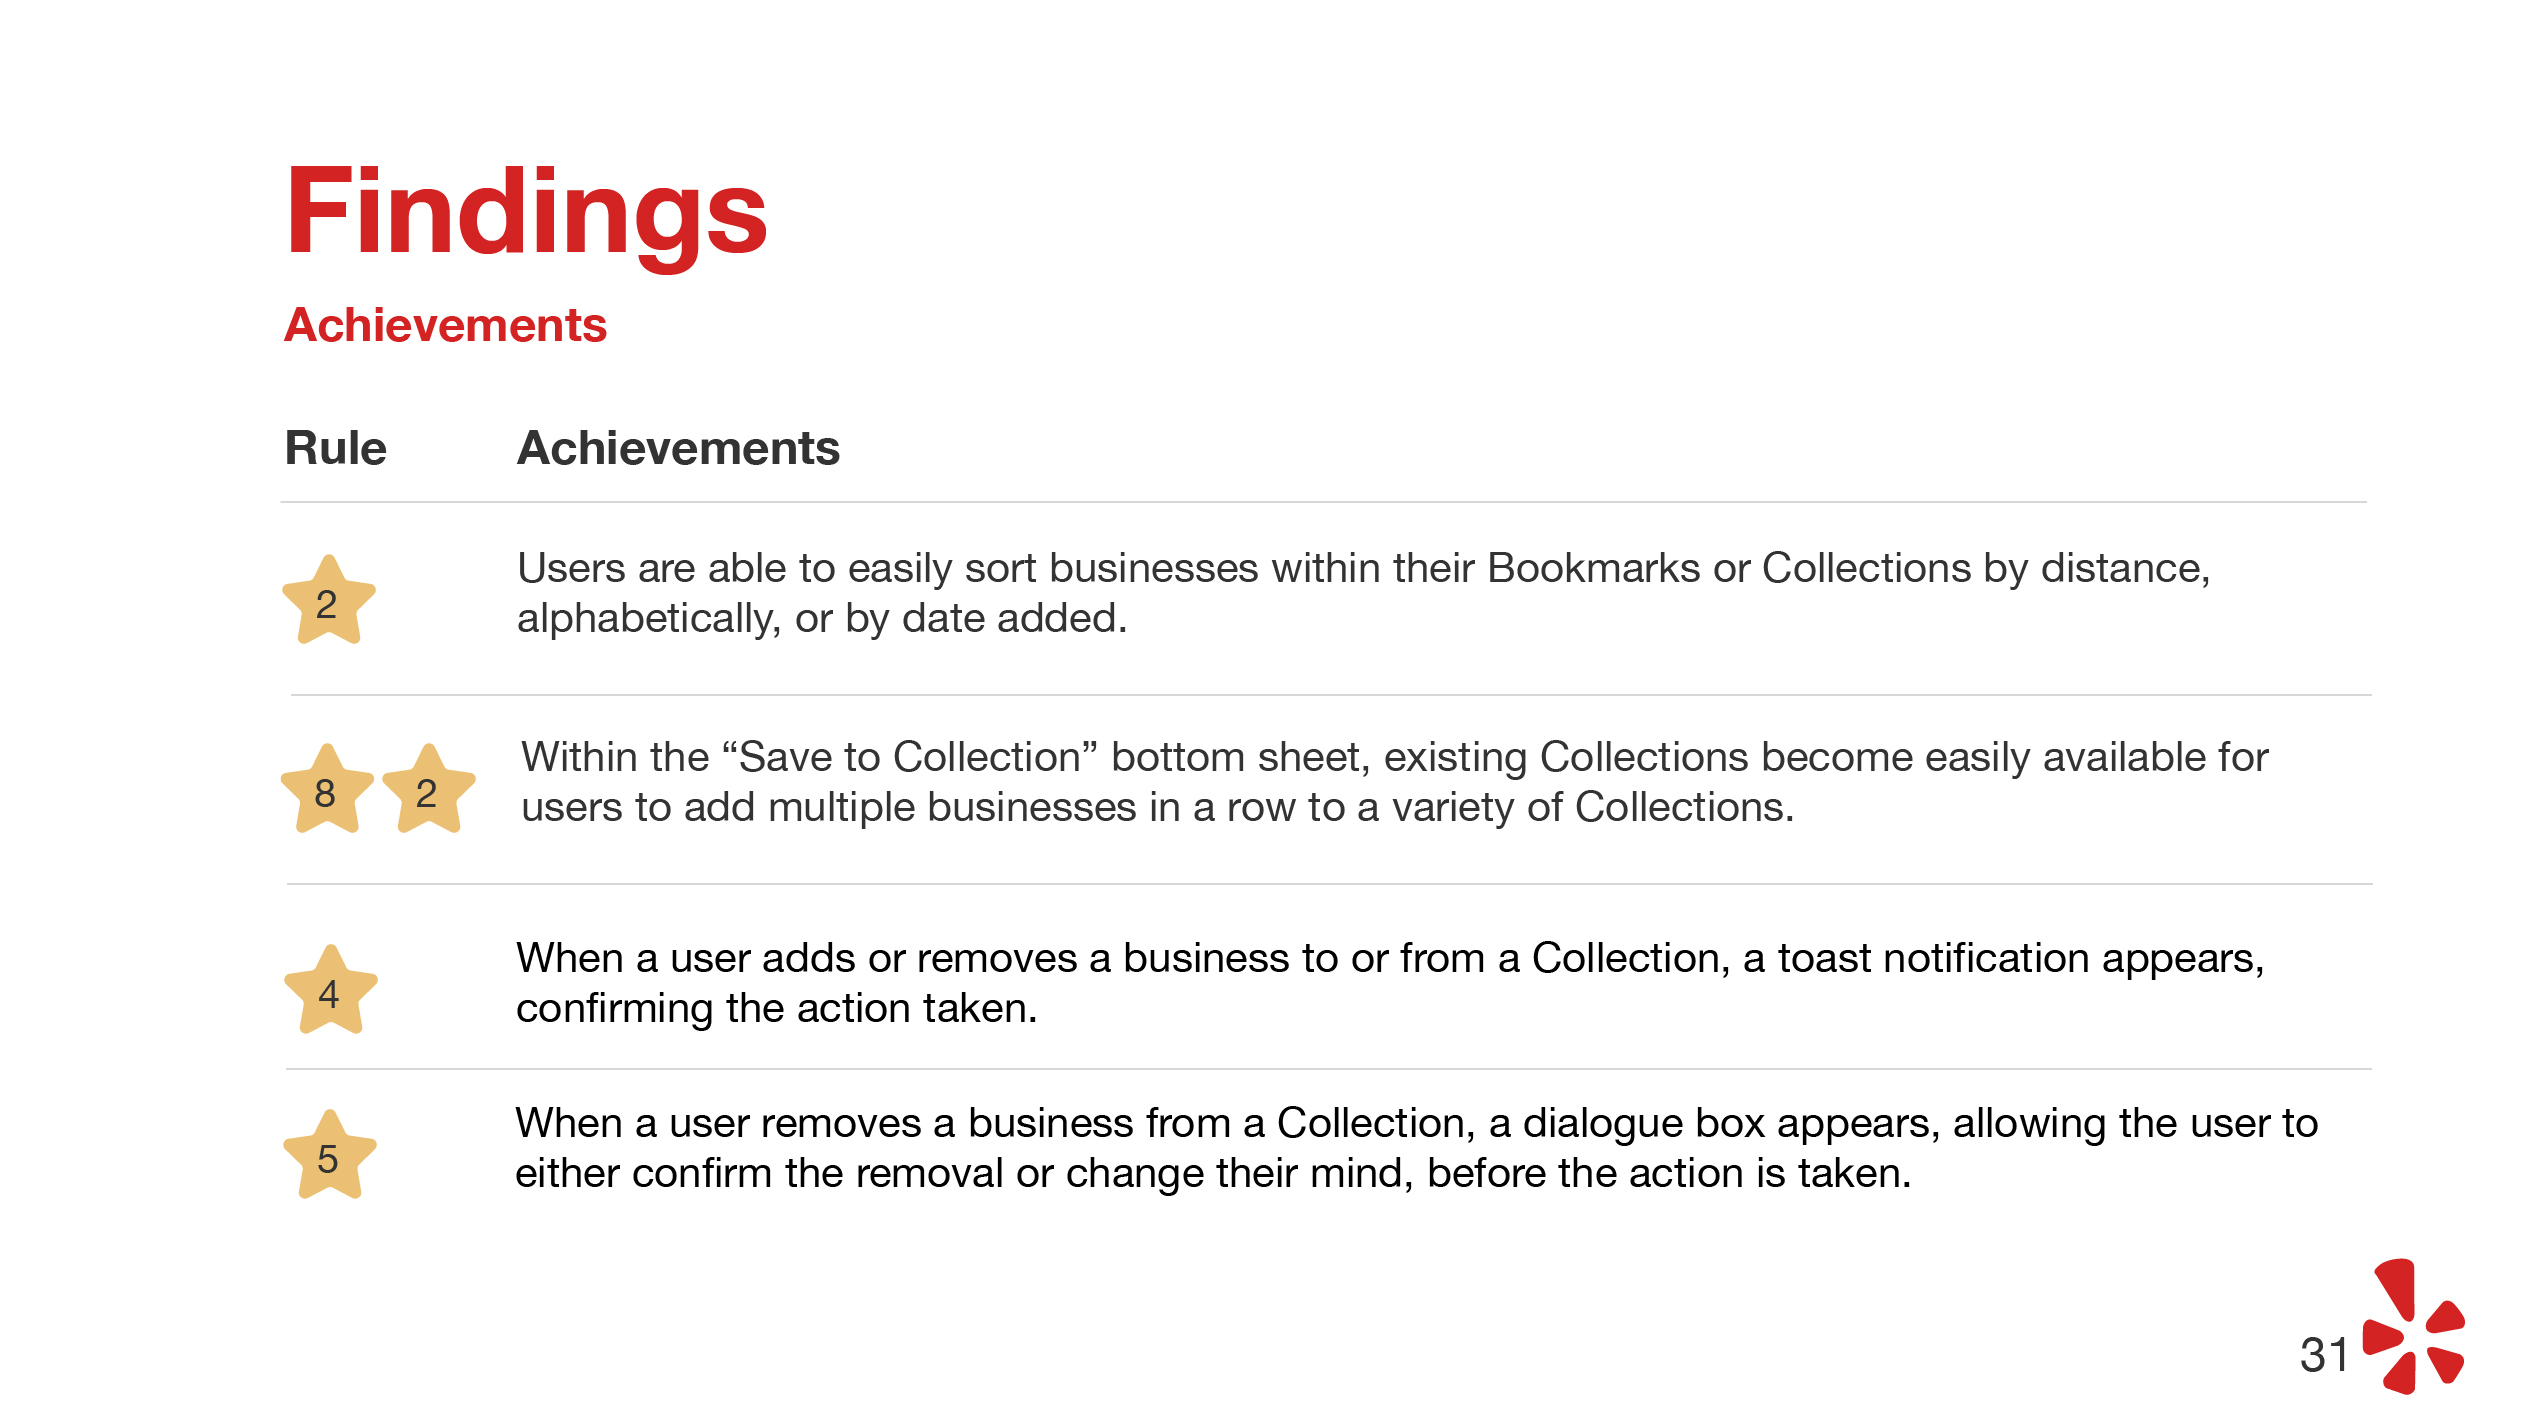 Findings
Achievements
Rule Achievements
2 Users are able to easily sort businesses within their Bookmarks or Collections by distance,
alphabetically, or by date added.
8 2 Within the “Save to Collection” bottom sheet, existing Collections become easily available for
users to add multiple businesses in a row to a variety of Collections.
4 When a user adds or removes a business to or from a Collection, a toast notification appears,
confirming the action taken.
5 When a user removes a business from a Collection, a dialogue box appears, allowing the user to
either confirm the removal or change their mind, before the action is taken.
31